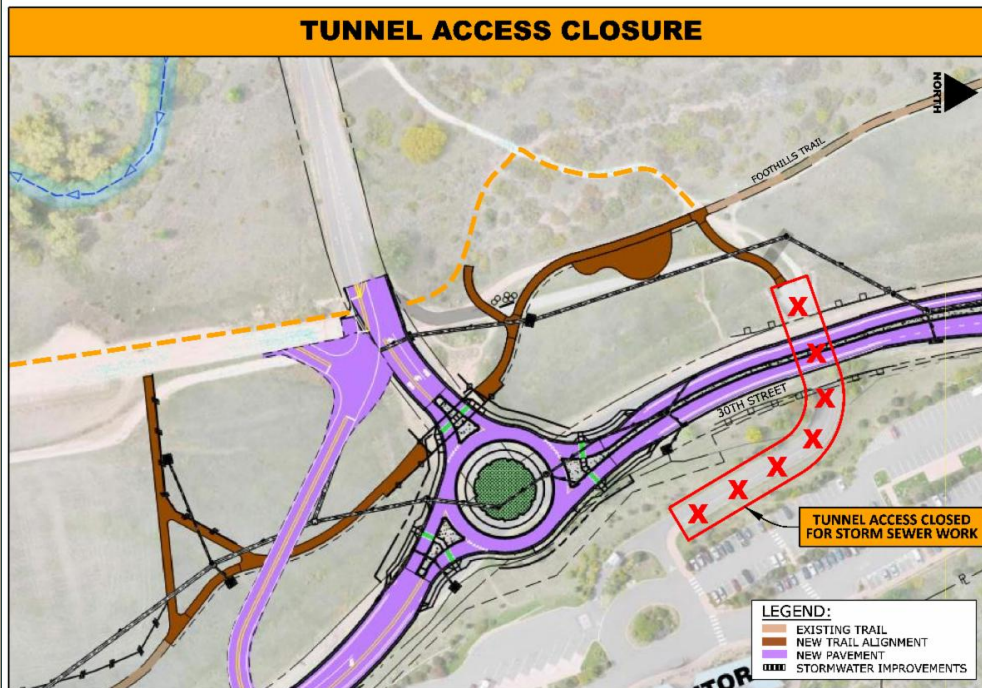 TUNNEL ACCESS CLOSURE
NORTH
FOOTHILLS TRAIL
30TH STREET
X
X
X
X
X
X
X
TUNNEL ACCESS CLOSED
FOR STORM SEWER WORK
LEGEND:
EXISTING TRAIL
NEW TRAIL ALIGNMENT
NEW PAVEMENT
STORMWATER IMPROVEMENTS